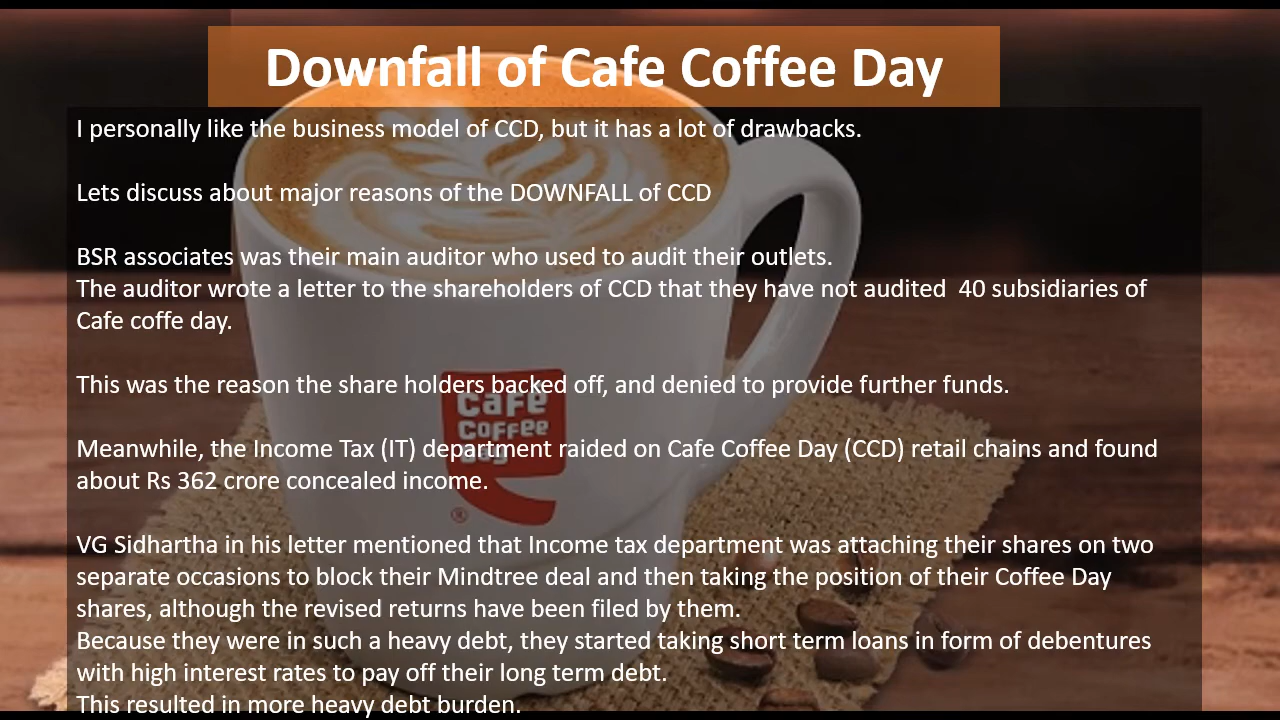 Downfall of Cafe Coffee Day
I personally like the business model of CCD, but it has a lot of drawbacks.
Lets discuss about major reasons of the DOWNFALL of CCD
BSR associates was their main auditor who used to audit their outlets.
The auditor wrote a letter to the shareholders of CCD that they have not audited  40 subsidiaries of
Cafe coffe day.
This was the reason the share holders backed off, and denied to provide further funds.
Meanwhile, the Income Tax (IT) department raided on Cafe Coffee Day (CCD) retail chains and found
about Rs 362 crore concealed income.
VG Sidhartha in his letter mentioned that Income tax department was attaching their shares on two
separate occasions to block their Mindtree deal and then taking the position of their Coffee Day
shares, although the revised returns have been filed by them.
Because they were in such a heavy debt, they started taking short term loans in form of debentures
with high interest rates to pay off their long term debt.
This resulted in more heavy debt burden.
Cafe
Coffee
Day
®